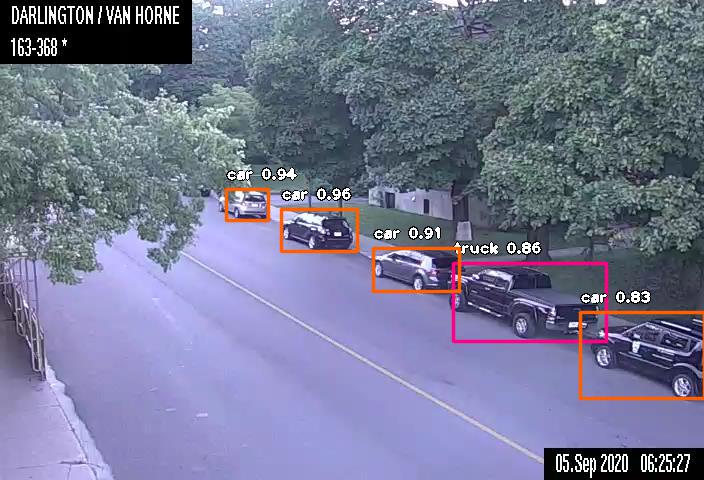 DARLINGTON / VAN HORNE
163-368 *
car 0.94
car 0.96
car 0.91
truck 0.86
car 0.83
05.Sep 2020 06:25:27